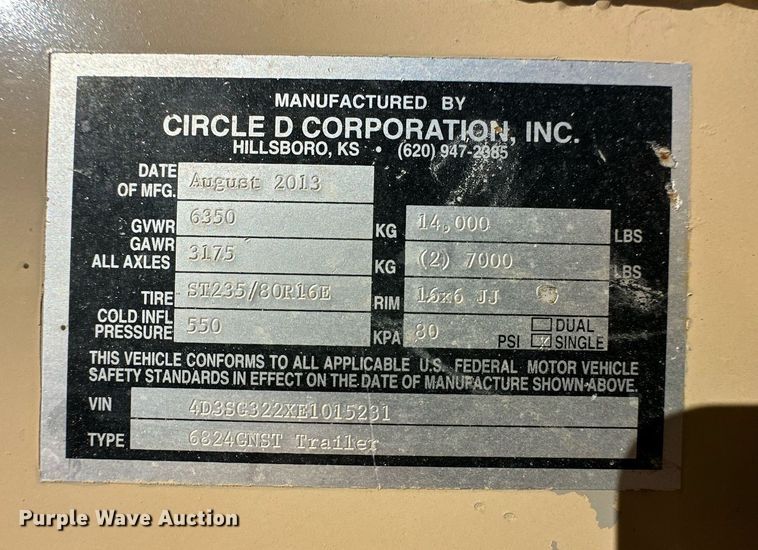 MANUFACTURED BY
CIRCLE D CORPORATION, INC.
HILLSBORO, KS • (620) 947-2385
DATE OF MFG. August 2013
GVWR 6350 KG 14,000 LBS
GAWR ALL AXLES 3175 KG (2) 7000 LBS
TIRE ST235/80R16E RIM 16x6 JJ
COLD INFL PRESSURE 550 KPA 80 PSI DUAL SINGLE
THIS VEHICLE CONFORMS TO ALL APPLICABLE U.S. FEDERAL MOTOR VEHICLE
SAFETY STANDARDS IN EFFECT ON THE DATE OF MANUFACTURE SHOWN ABOVE.
VIN 4D3SG322XE1015231
TYPE 6824GNST Trailer
Purple Wave Auction